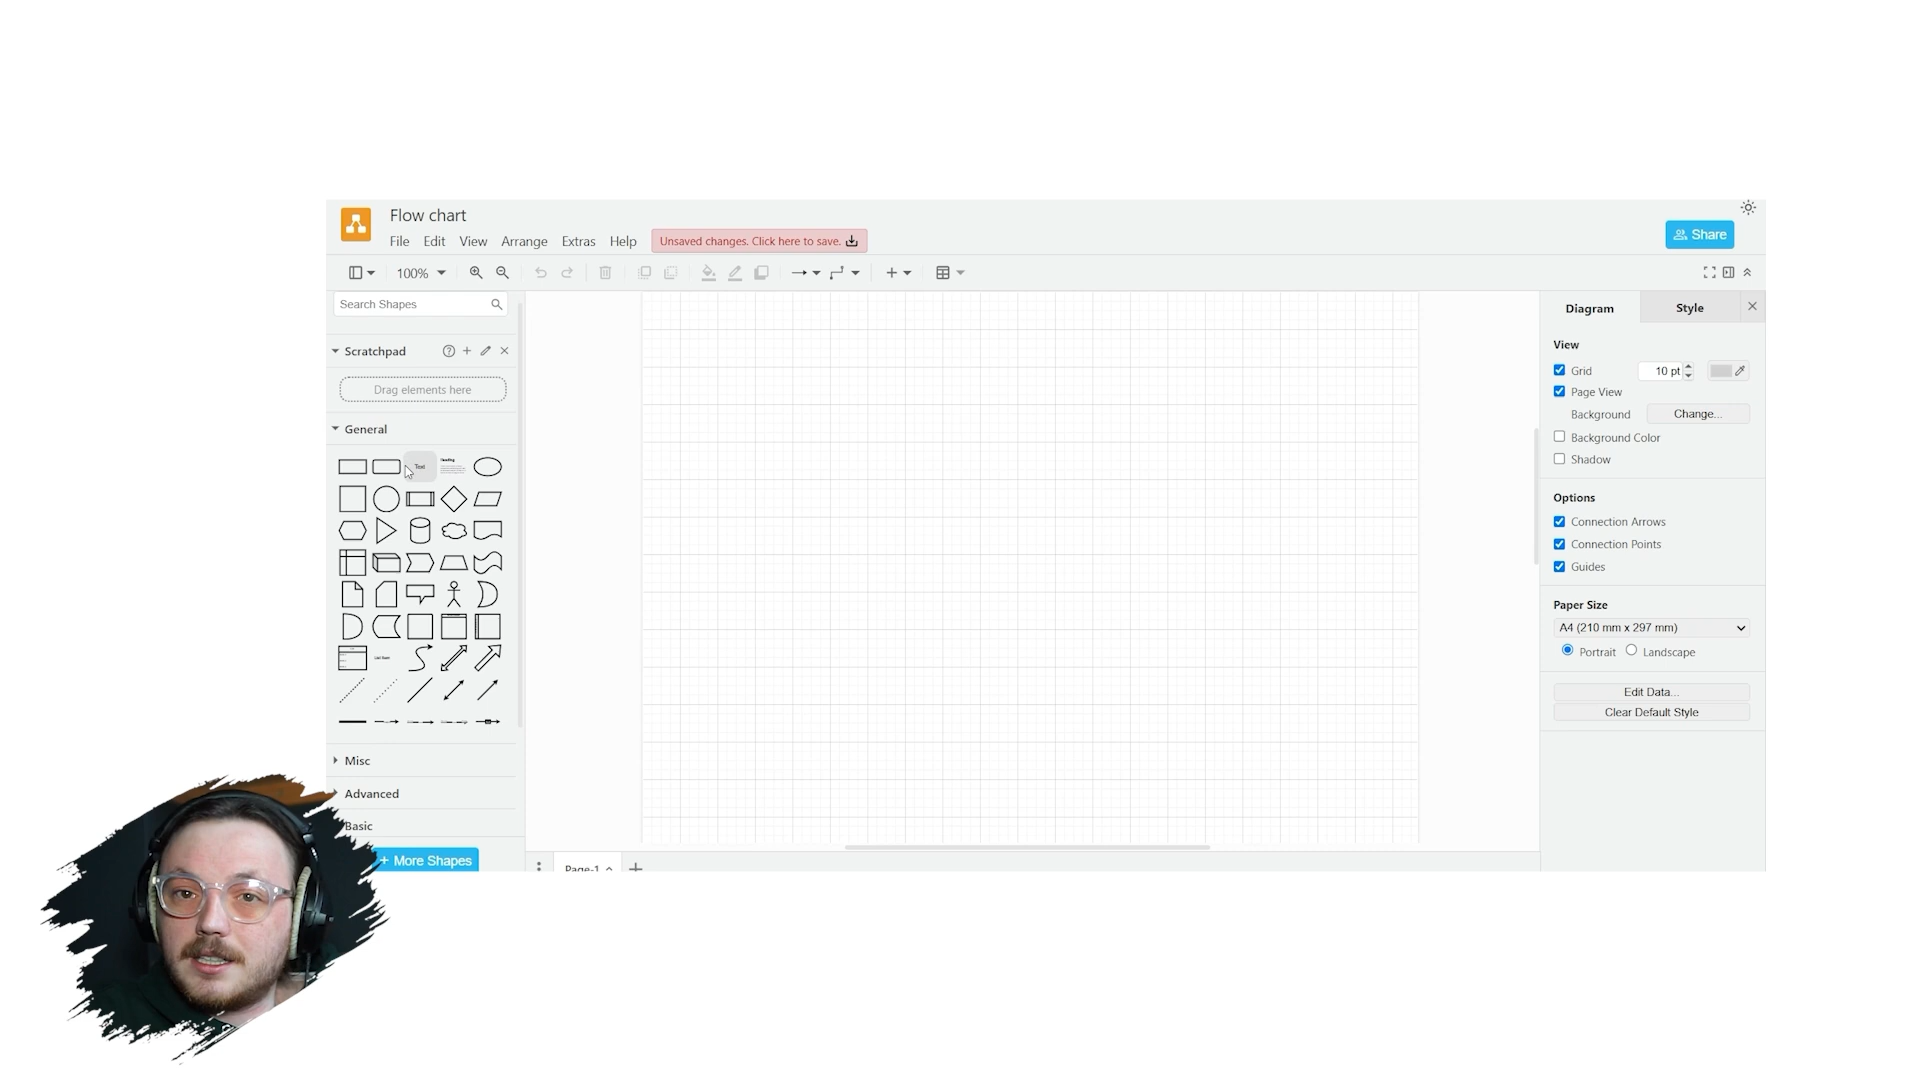 Flow chart
File Edit View Arrange Extras Help Unsaved changes. Click here to save.
Share
100%
Search Shapes
Diagram Style
Scratchpad
View
Grid 10 pt
Drag elements here
Page View
Background Change...
General
Background Color
Shadow
Text Heading
Options
Connection Arrows
Connection Points
Guides
Paper Size
A4 (210 mm x 297 mm)
Portrait Landscape
Edit Data...
Clear Default Style
Misc
Advanced
Basic
+ More Shapes
Page-1